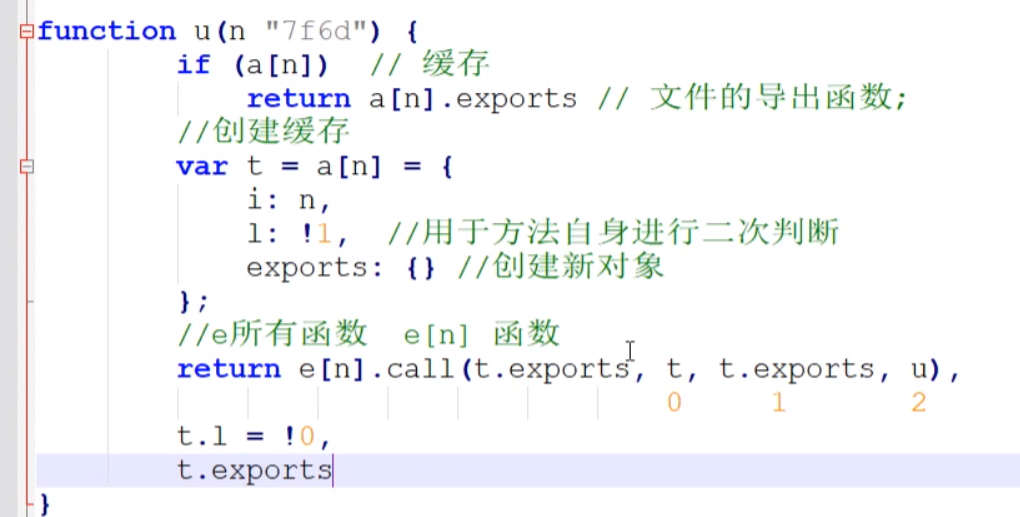 function u(n "7f6d") {
if (a[n])  // 缓存
return a[n].exports // 文件的导出函数;
//创建缓存
var t = a[n] = {
i: n,
l: !1,  //用于方法自身进行二次判断
exports: {} //创建新对象
};
//e所有函数  e[n] 函数
return e[n].call(t.exports, t, t.exports, u),
0 1 2
t.l = !0,
t.exports
}